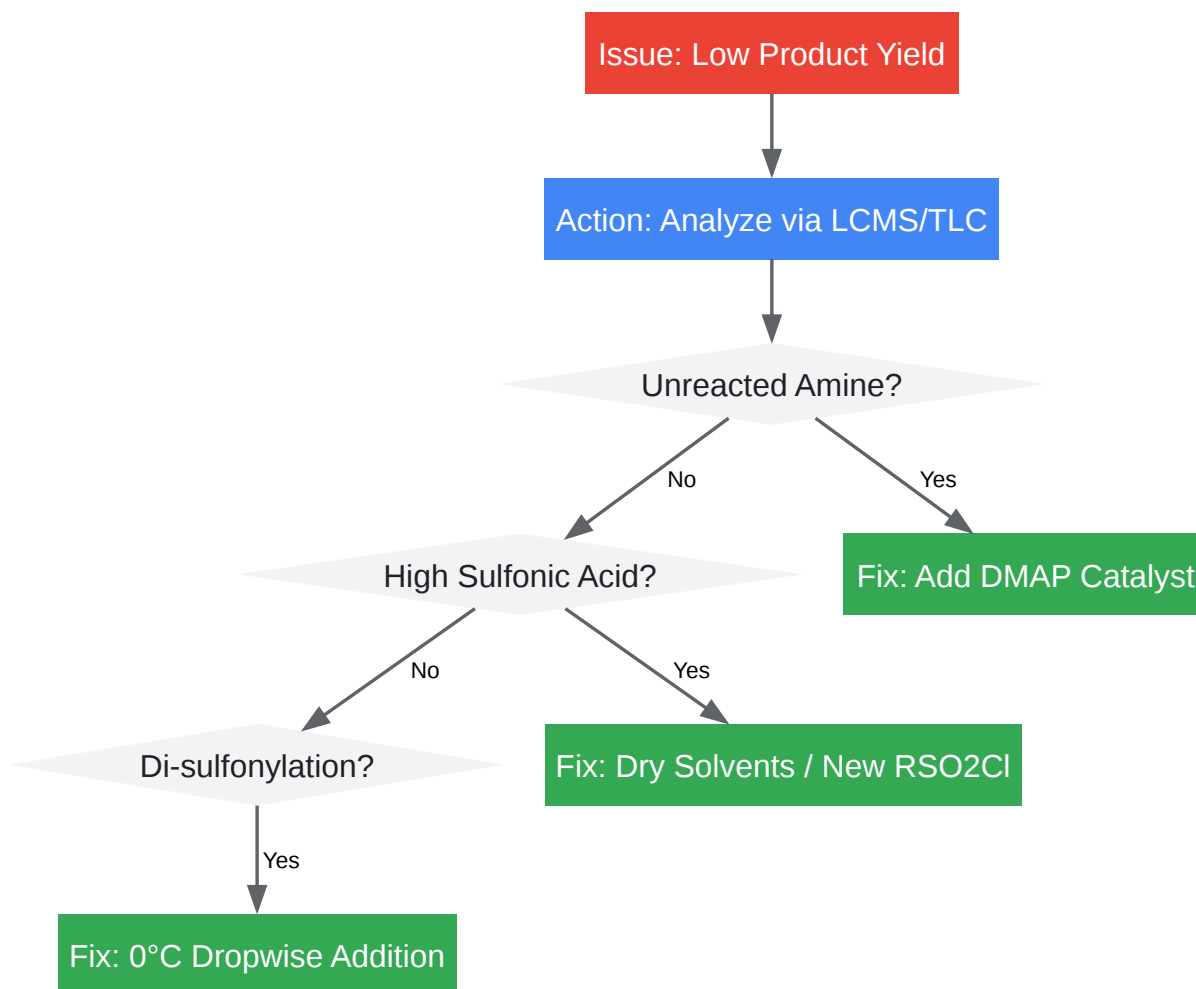 Issue: Low Product Yield
Action: Analyze via LCMS/TLC
Unreacted Amine?
No
Yes
High Sulfonic Acid?
Fix: Add DMAP Catalyst
No
Yes
Di-sulfonylation?
Fix: Dry Solvents / New RSO2Cl
Yes
Fix: 0°C Dropwise Addition